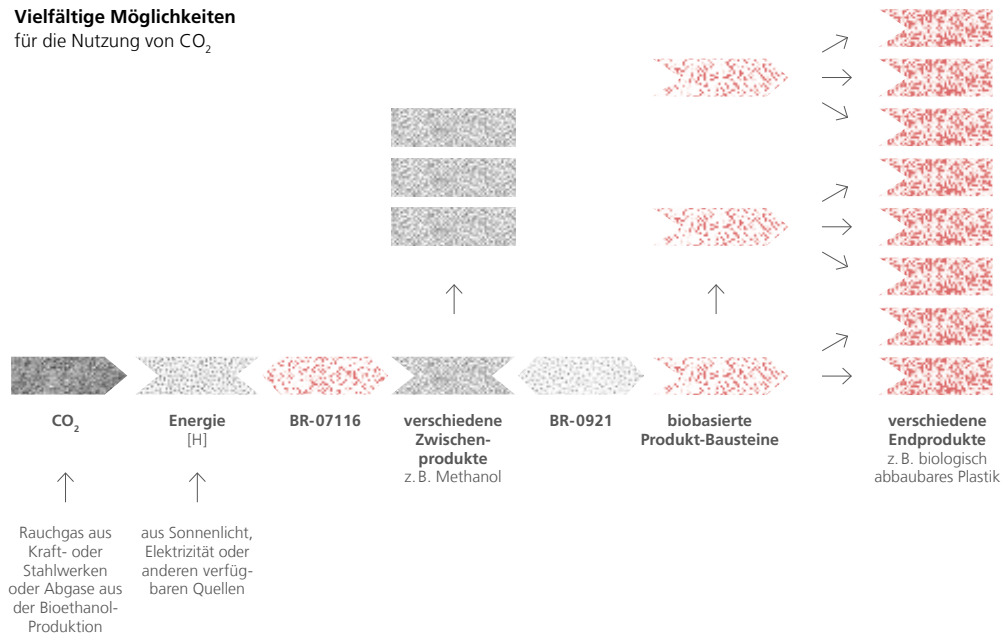 Vielfältige Möglichkeiten
für die Nutzung von CO₂
CO₂
Energie
[H]
BR-07116
verschiedene
Zwischen-
produkte
z. B. Methanol
BR-0921
biobasierte
Produkt-Bausteine
verschiedene
Endprodukte
z. B. biologisch
abbaubares Plastik
Rauchgas aus
Kraft- oder
Stahlwerken
oder Abgase aus
der Bioethanol-
Produktion
aus Sonnenlicht,
Elektrizität oder
anderen verfüg-
baren Quellen